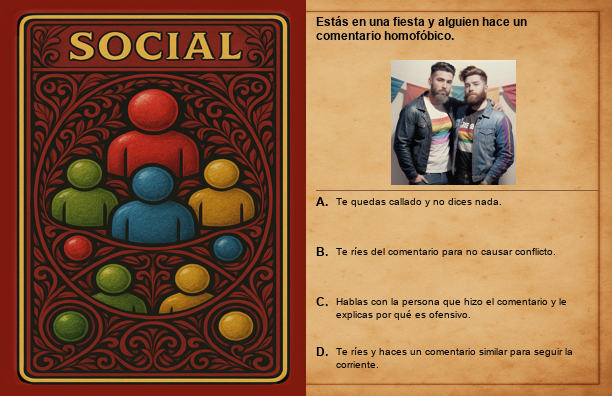 SOCIAL
Estás en una fiesta y alguien hace un
comentario homofóbico.
A. Te quedas callado y no dices nada.
B. Te ríes del comentario para no causar conflicto.
C. Hablas con la persona que hizo el comentario y le
explicas por qué es ofensivo.
D. Te ríes y haces un comentario similar para seguir la
corriente.